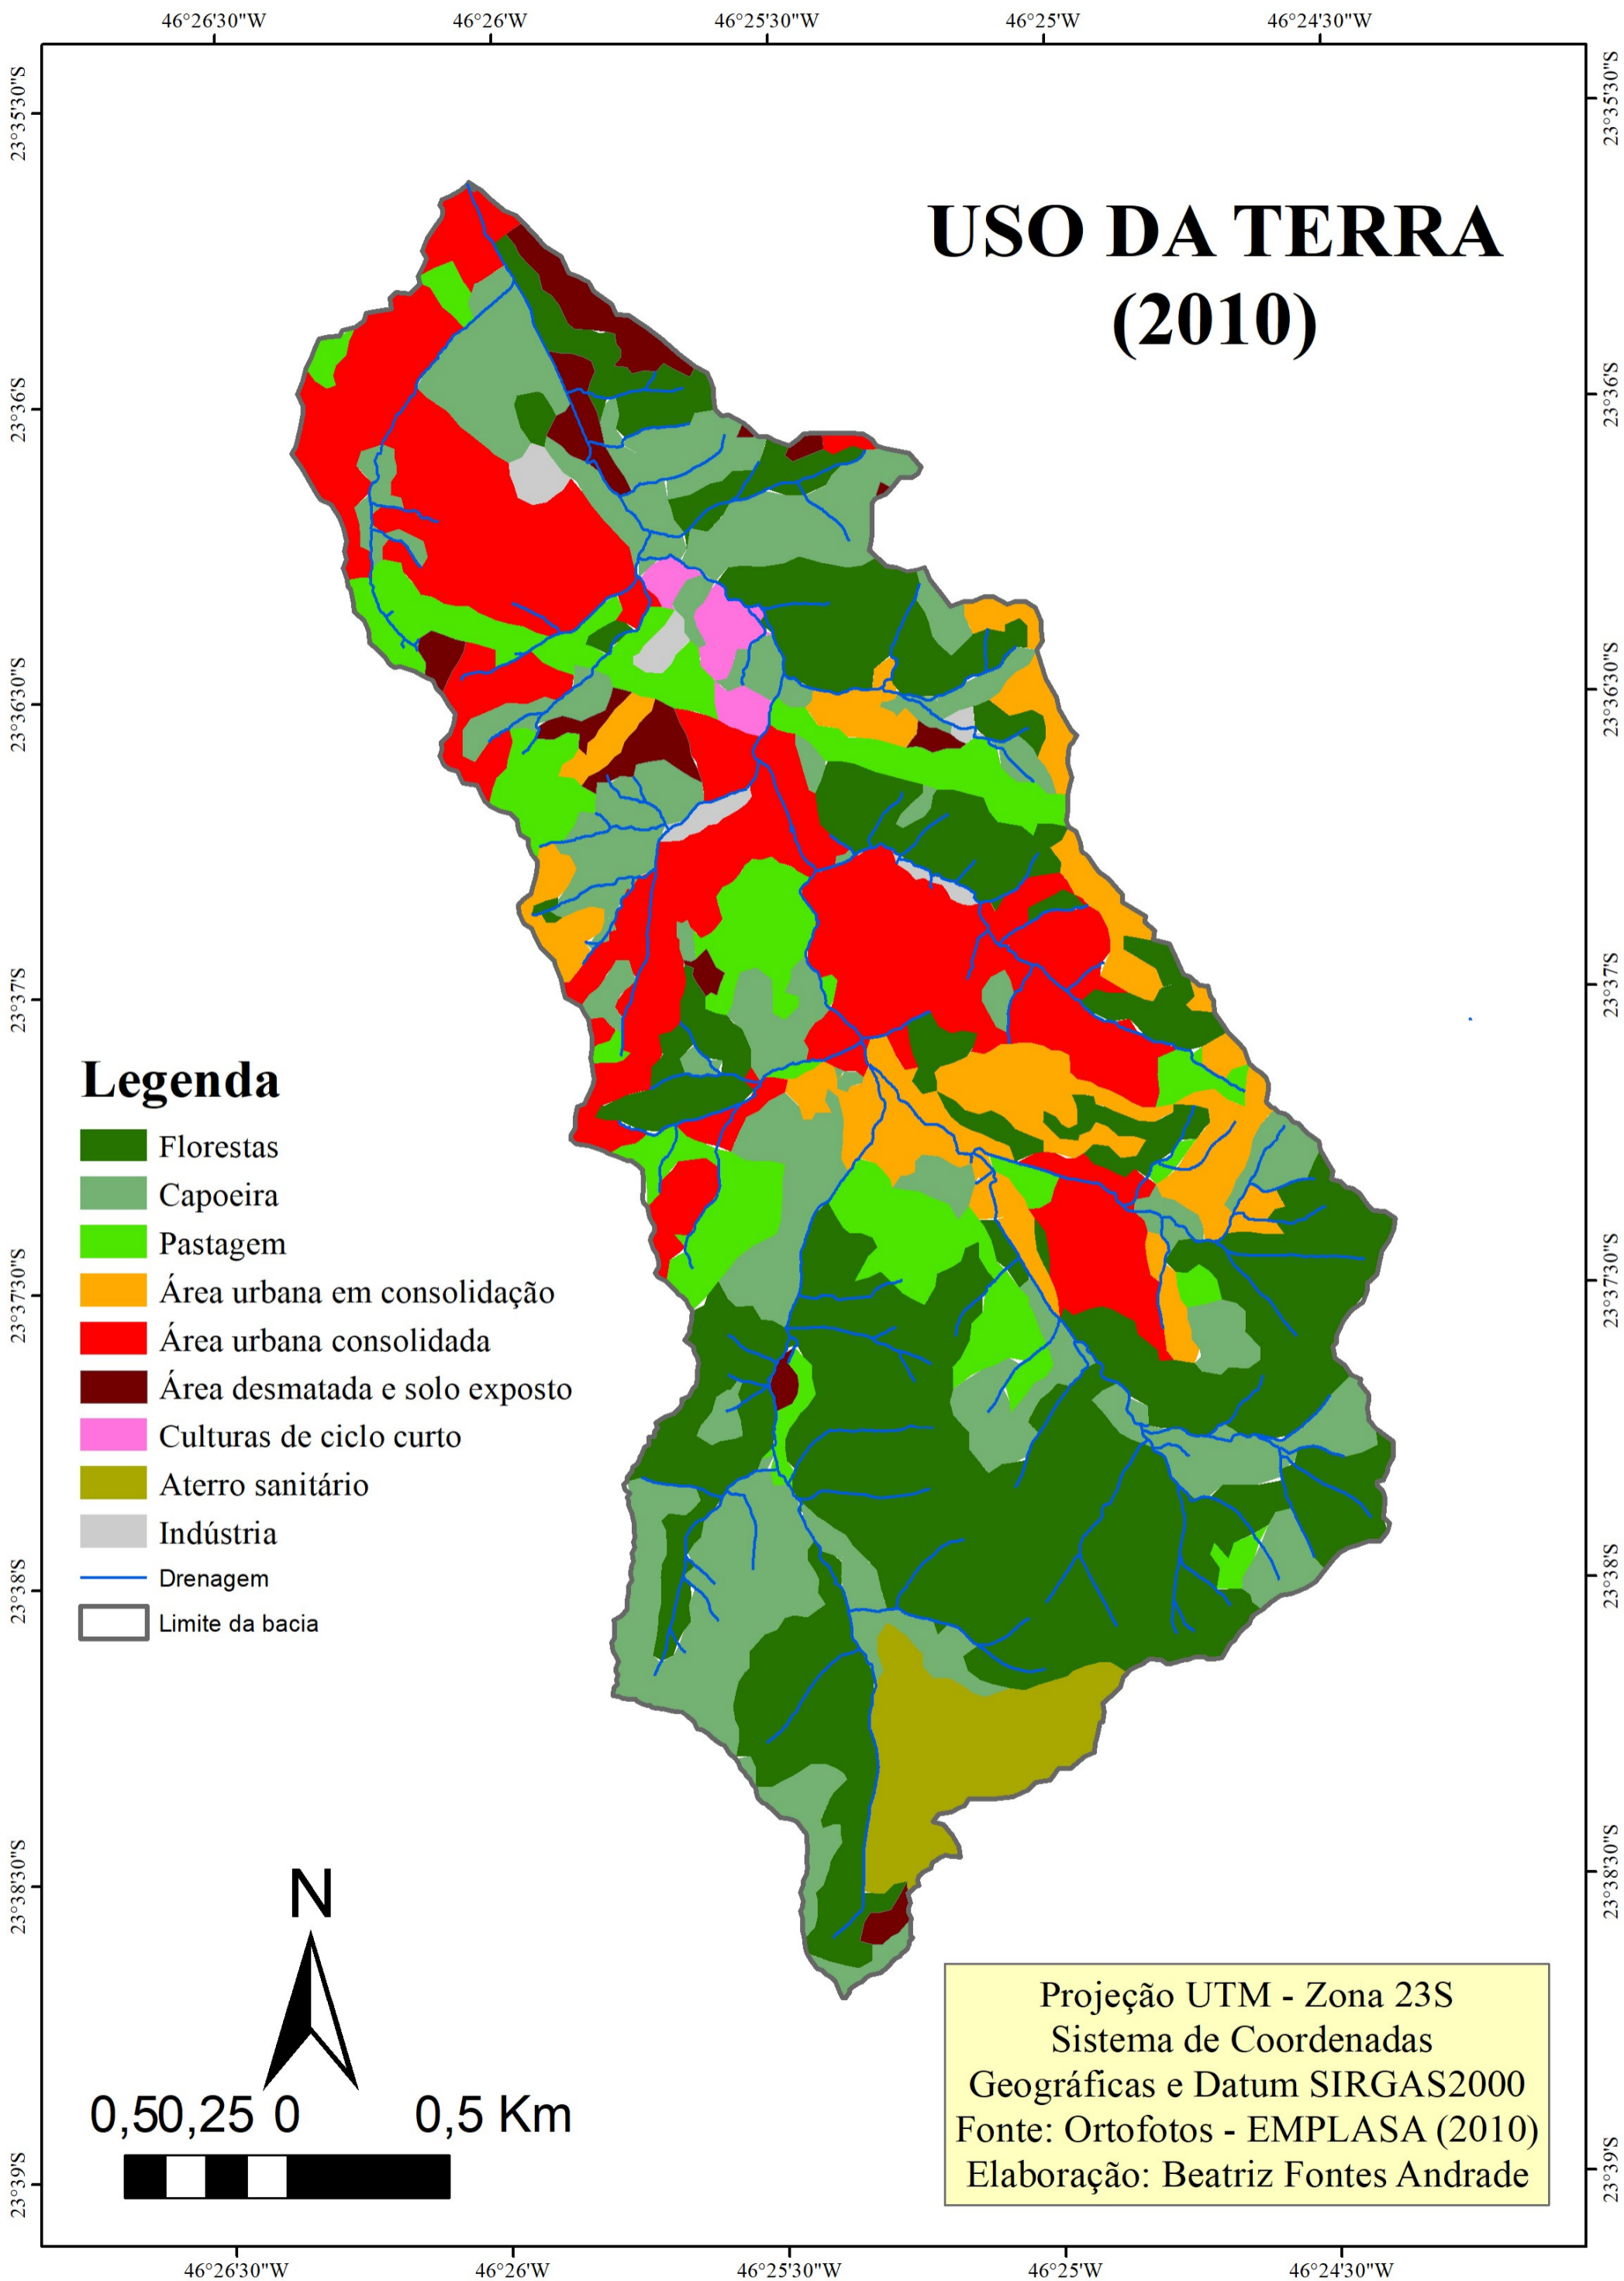 46°26'30"W 46°26'W 46°25'30"W 46°25'W 46°24'30"W
23°35'30"S 23°35'30"S
USO DA TERRA
(2010)
23°36'S 23°36'S
23°36'30"S 23°36'30"S
23°37'S 23°37'S
Legenda
Florestas
Capoeira
Pastagem
23°37'30"S 23°37'30"S
Área urbana em consolidação
Área urbana consolidada
Área desmatada e solo exposto
Culturas de ciclo curto
Aterro sanitário
Indústria
Drenagem
23°38'S 23°38'S
Limite da bacia
23°38'30"S 23°38'30"S
N
0,50,25 0 0,5 Km
Projeção UTM - Zona 23S
Sistema de Coordenadas
Geográficas e Datum SIRGAS2000
Fonte: Ortofotos - EMPLASA (2010)
Elaboração: Beatriz Fontes Andrade
23°39'S 23°39'S
46°26'30"W 46°26'W 46°25'30"W 46°25'W 46°24'30"W